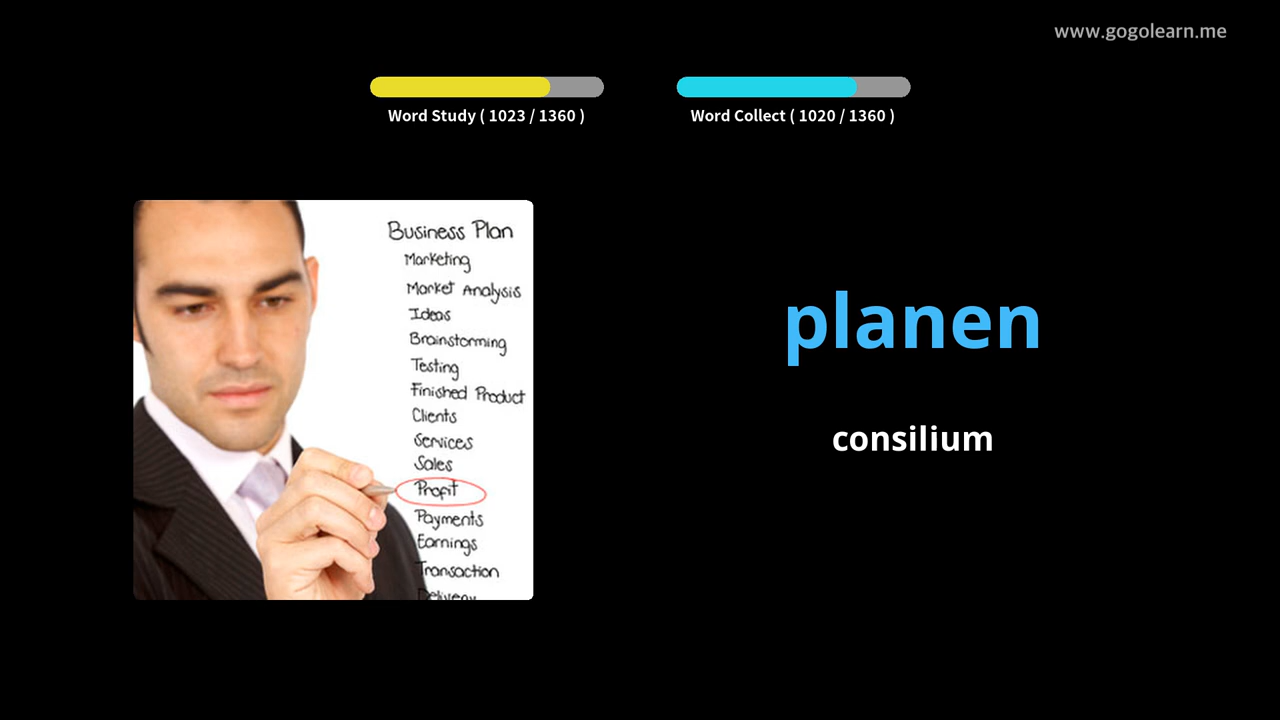 www.gogolearn.me
Word Study ( 1023 / 1360 )
Word Collect ( 1020 / 1360 )
Business Plan
Marketing
Market Analysis
Ideas
Brainstorming
Testing
Finished Product
Clients
Services
Sales
Profit
Payments
Earnings
Transaction
Delivery
planen
consilium